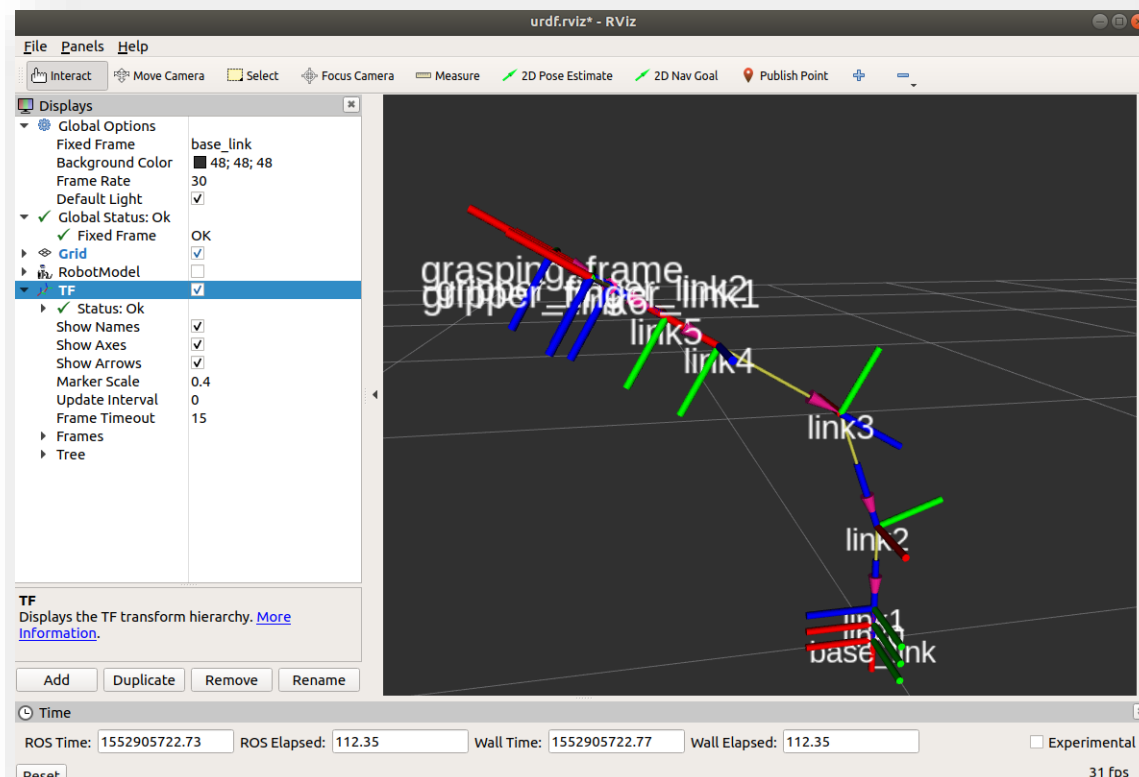 urdf.rviz* - RViz
File Panels Help
Interact Move Camera Select Focus Camera Measure 2D Pose Estimate 2D Nav Goal Publish Point
Displays
Global Options
Fixed Frame base_link
Background Color 48; 48; 48
Frame Rate 30
Default Light
Global Status: Ok
Fixed Frame OK
Grid
RobotModel
TF
Status: Ok
Show Names
Show Axes
Show Arrows
Marker Scale 0.4
Update Interval 0
Frame Timeout 15
Frames
Tree
grasping_frame
link5
link4
link3
link2
link1
base_link
TF
Displays the TF transform hierarchy. More
Information.
Add Duplicate Remove Rename
Time
ROS Time: 1552905722.73 ROS Elapsed: 112.35 Wall Time: 1552905722.77 Wall Elapsed: 112.35 Experimental
Reset 31 fps